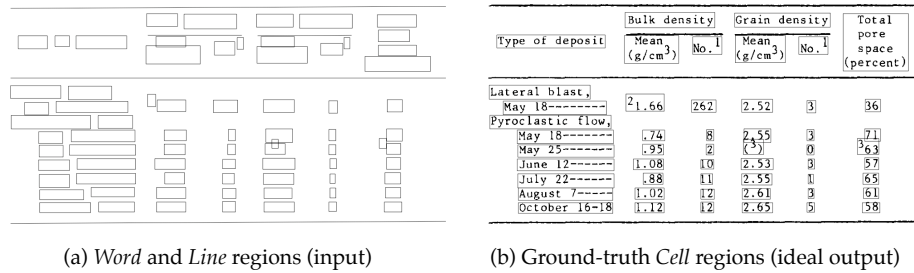 Bulk density Grain density Total
Type of deposit Mean No.1 Mean No.1 pore
(g/cm3) (g/cm3) space
(percent)
Lateral blast,
May 18------- 21.66 262 2.52 3 36
Pyroclastic flow,
May 18------ .74 8 2.55 3 71
May 25------ .95 2 (3) 0 363
June 12----- 1.08 10 2.53 3 57
July 22----- .88 11 2.55 1 65
August 7---- 1.02 12 2.61 3 61
October 16-18 1.12 12 2.65 5 58
(a) Word and Line regions (input) (b) Ground-truth Cell regions (ideal output)